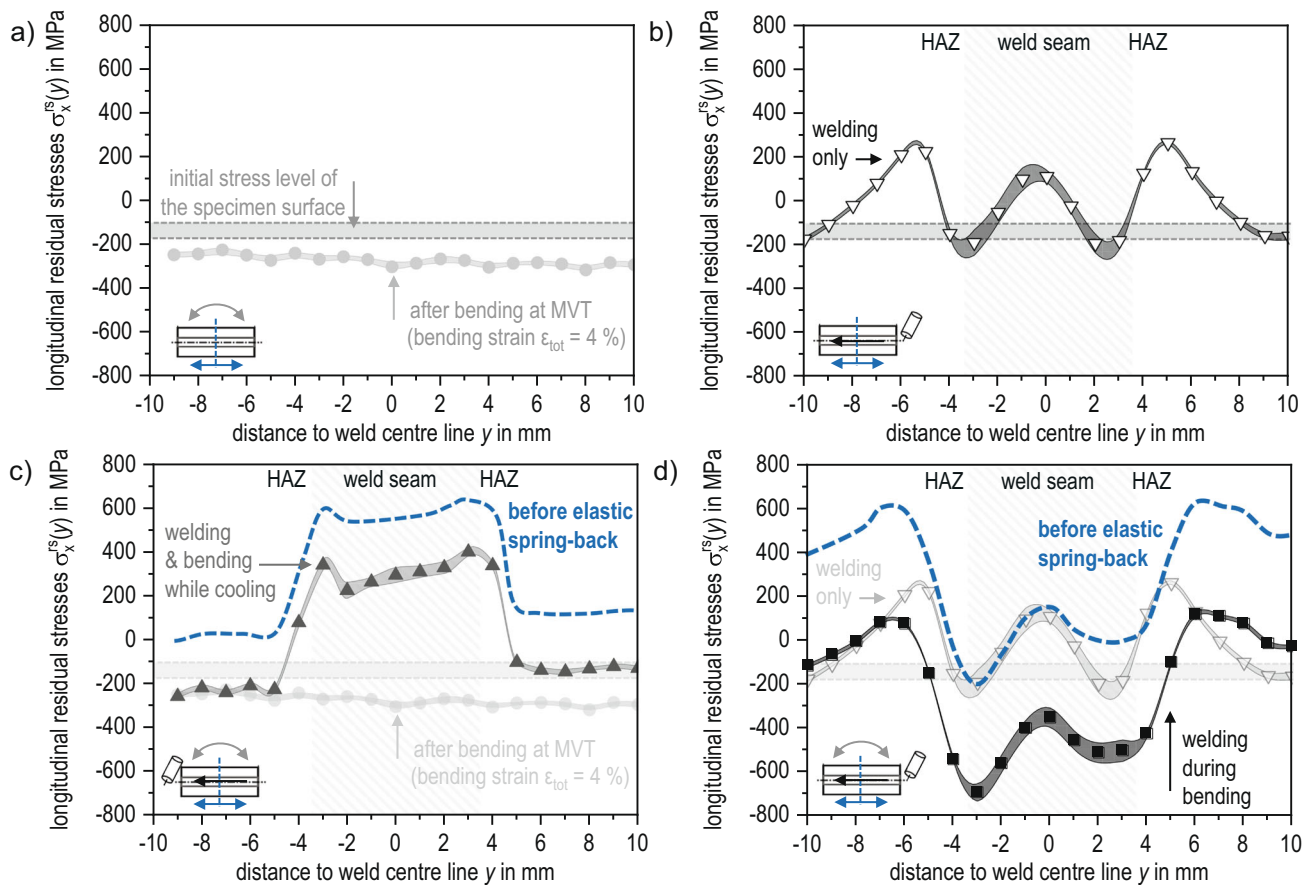 a)
longitudinal residual stresses σₓʳˢ(y) in MPa
800
600
400
200
0
-200
-400
-600
-800
initial stress level of
the specimen surface
after bending at MVT
(bending strain εtot = 4 %)
-10 -8 -6 -4 -2 0 2 4 6 8 10
distance to weld centre line y in mm
b)
longitudinal residual stresses σₓʳˢ(y) in MPa
800
600
400
200
0
-200
-400
-600
-800
HAZ weld seam HAZ
welding
only
-10 -8 -6 -4 -2 0 2 4 6 8 10
distance to weld centre line y in mm
c)
longitudinal residual stresses σₓʳˢ(y) in MPa
800
600
400
200
0
-200
-400
-600
-800
HAZ weld seam HAZ
welding
& bending
while cooling
before elastic
spring-back
after bending at MVT
(bending strain εtot = 4 %)
-10 -8 -6 -4 -2 0 2 4 6 8 10
distance to weld centre line y in mm
d)
longitudinal residual stresses σₓʳˢ(y) in MPa
800
600
400
200
0
-200
-400
-600
-800
HAZ weld seam HAZ
before elastic
spring-back
welding
only
welding
during
bending
-10 -8 -6 -4 -2 0 2 4 6 8 10
distance to weld centre line y in mm